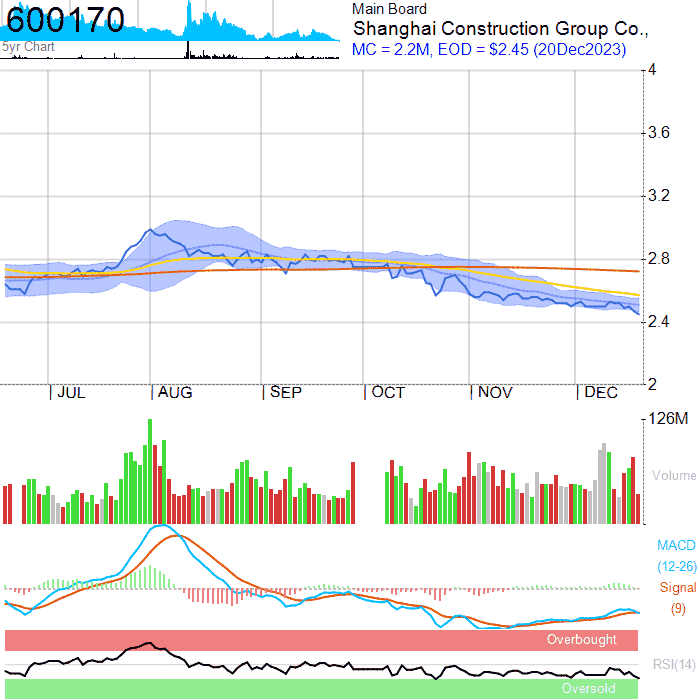 600170
5yr Chart
Main Board
Shanghai Construction Group Co.,
MC = 2.2M, EOD = $2.45 (20Dec2023)
4
3.6
3.2
2.8
2.4
2
JUL
AUG
SEP
OCT
NOV
DEC
126M
Volume
MACD
(12-26)
Signal
(9)
Overbought
RSI(14)
Oversold